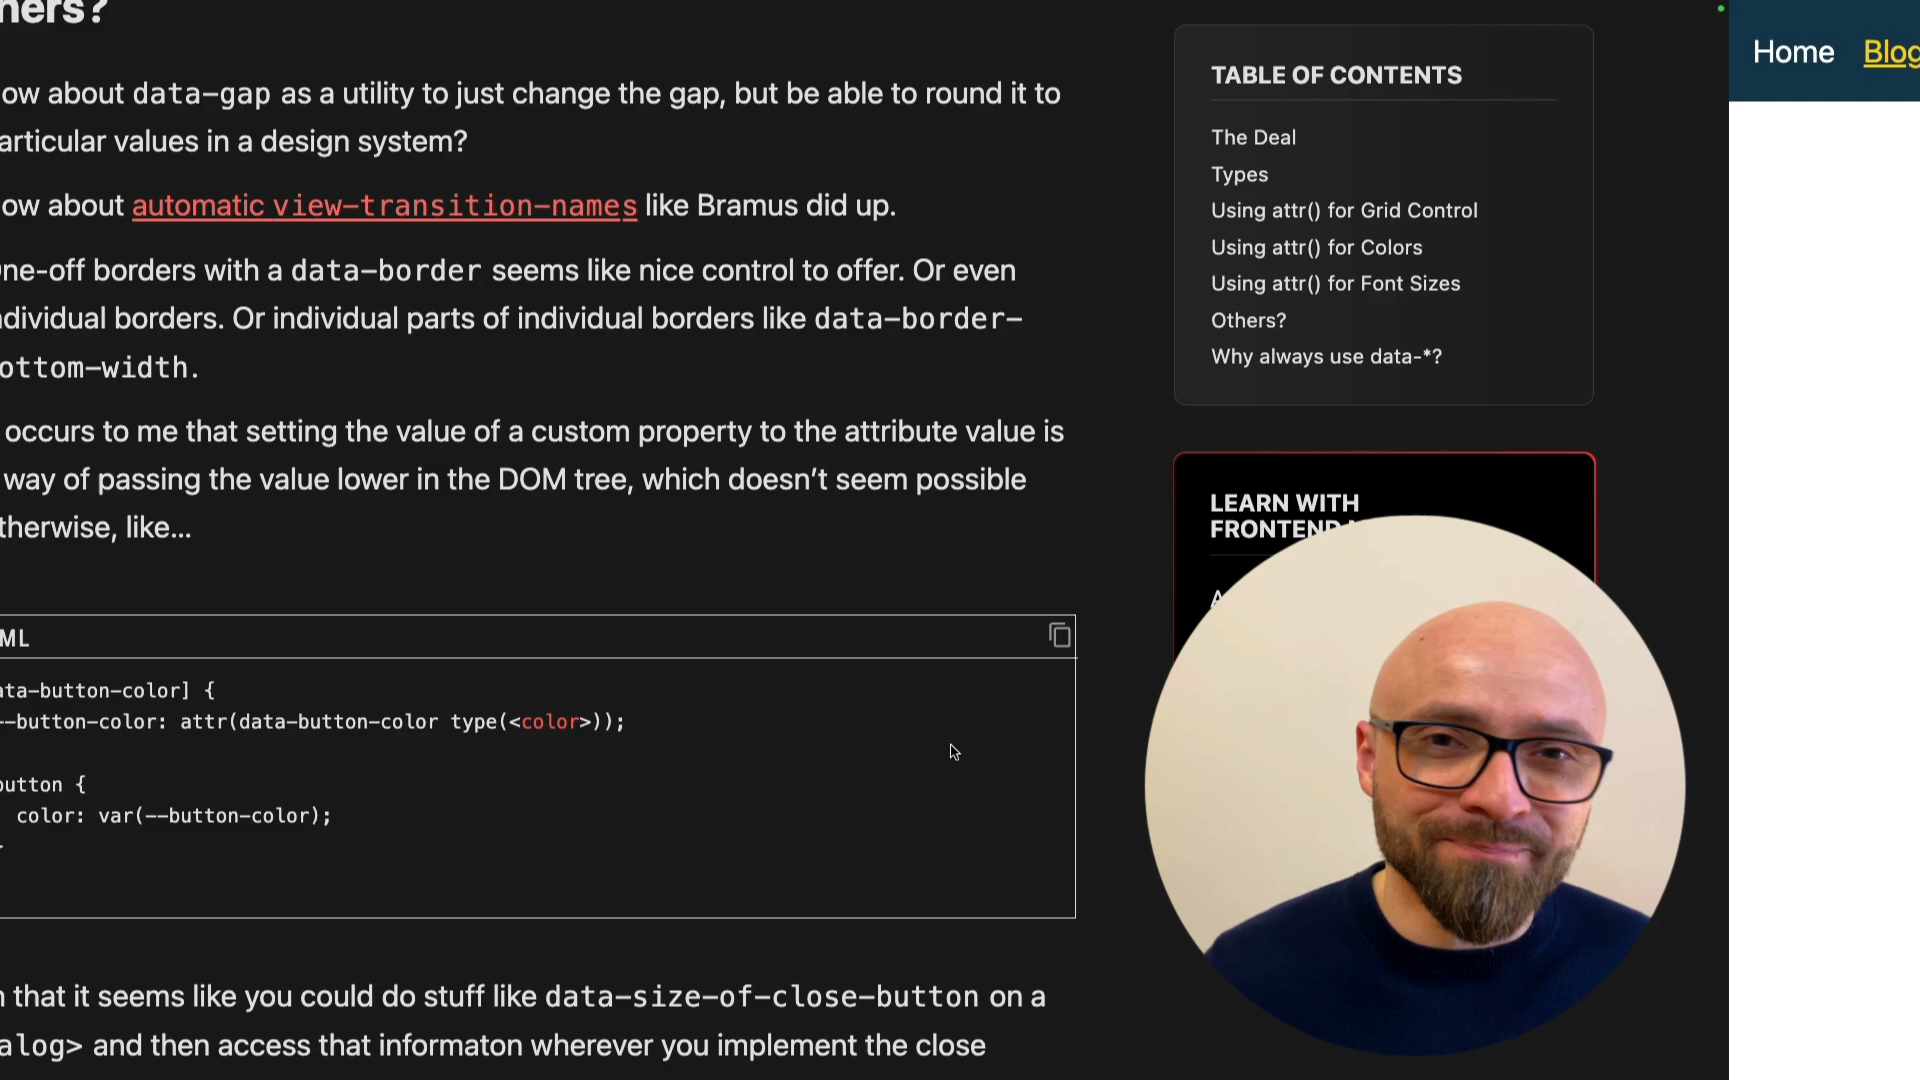 ners?
ow about data-gap as a utility to just change the gap, but be able to round it to
articular values in a design system?
ow about automatic view-transition-names like Bramus did up.
ne-off borders with a data-border seems like nice control to offer. Or even
ndividual borders. Or individual parts of individual borders like data-border-
ottom-width.
occurs to me that setting the value of a custom property to the attribute value is
way of passing the value lower in the DOM tree, which doesn't seem possible
therwise, like...
ML
ata-button-color] {
--button-color: attr(data-button-color type(<color>));
button {
color: var(--button-color);
n that it seems like you could do stuff like data-size-of-close-button on a
alog> and then access that informaton wherever you implement the close
TABLE OF CONTENTS
The Deal
Types
Using attr() for Grid Control
Using attr() for Colors
Using attr() for Font Sizes
Others?
Why always use data-*?
LEARN WITH
FRONTEND
A
Home Blog